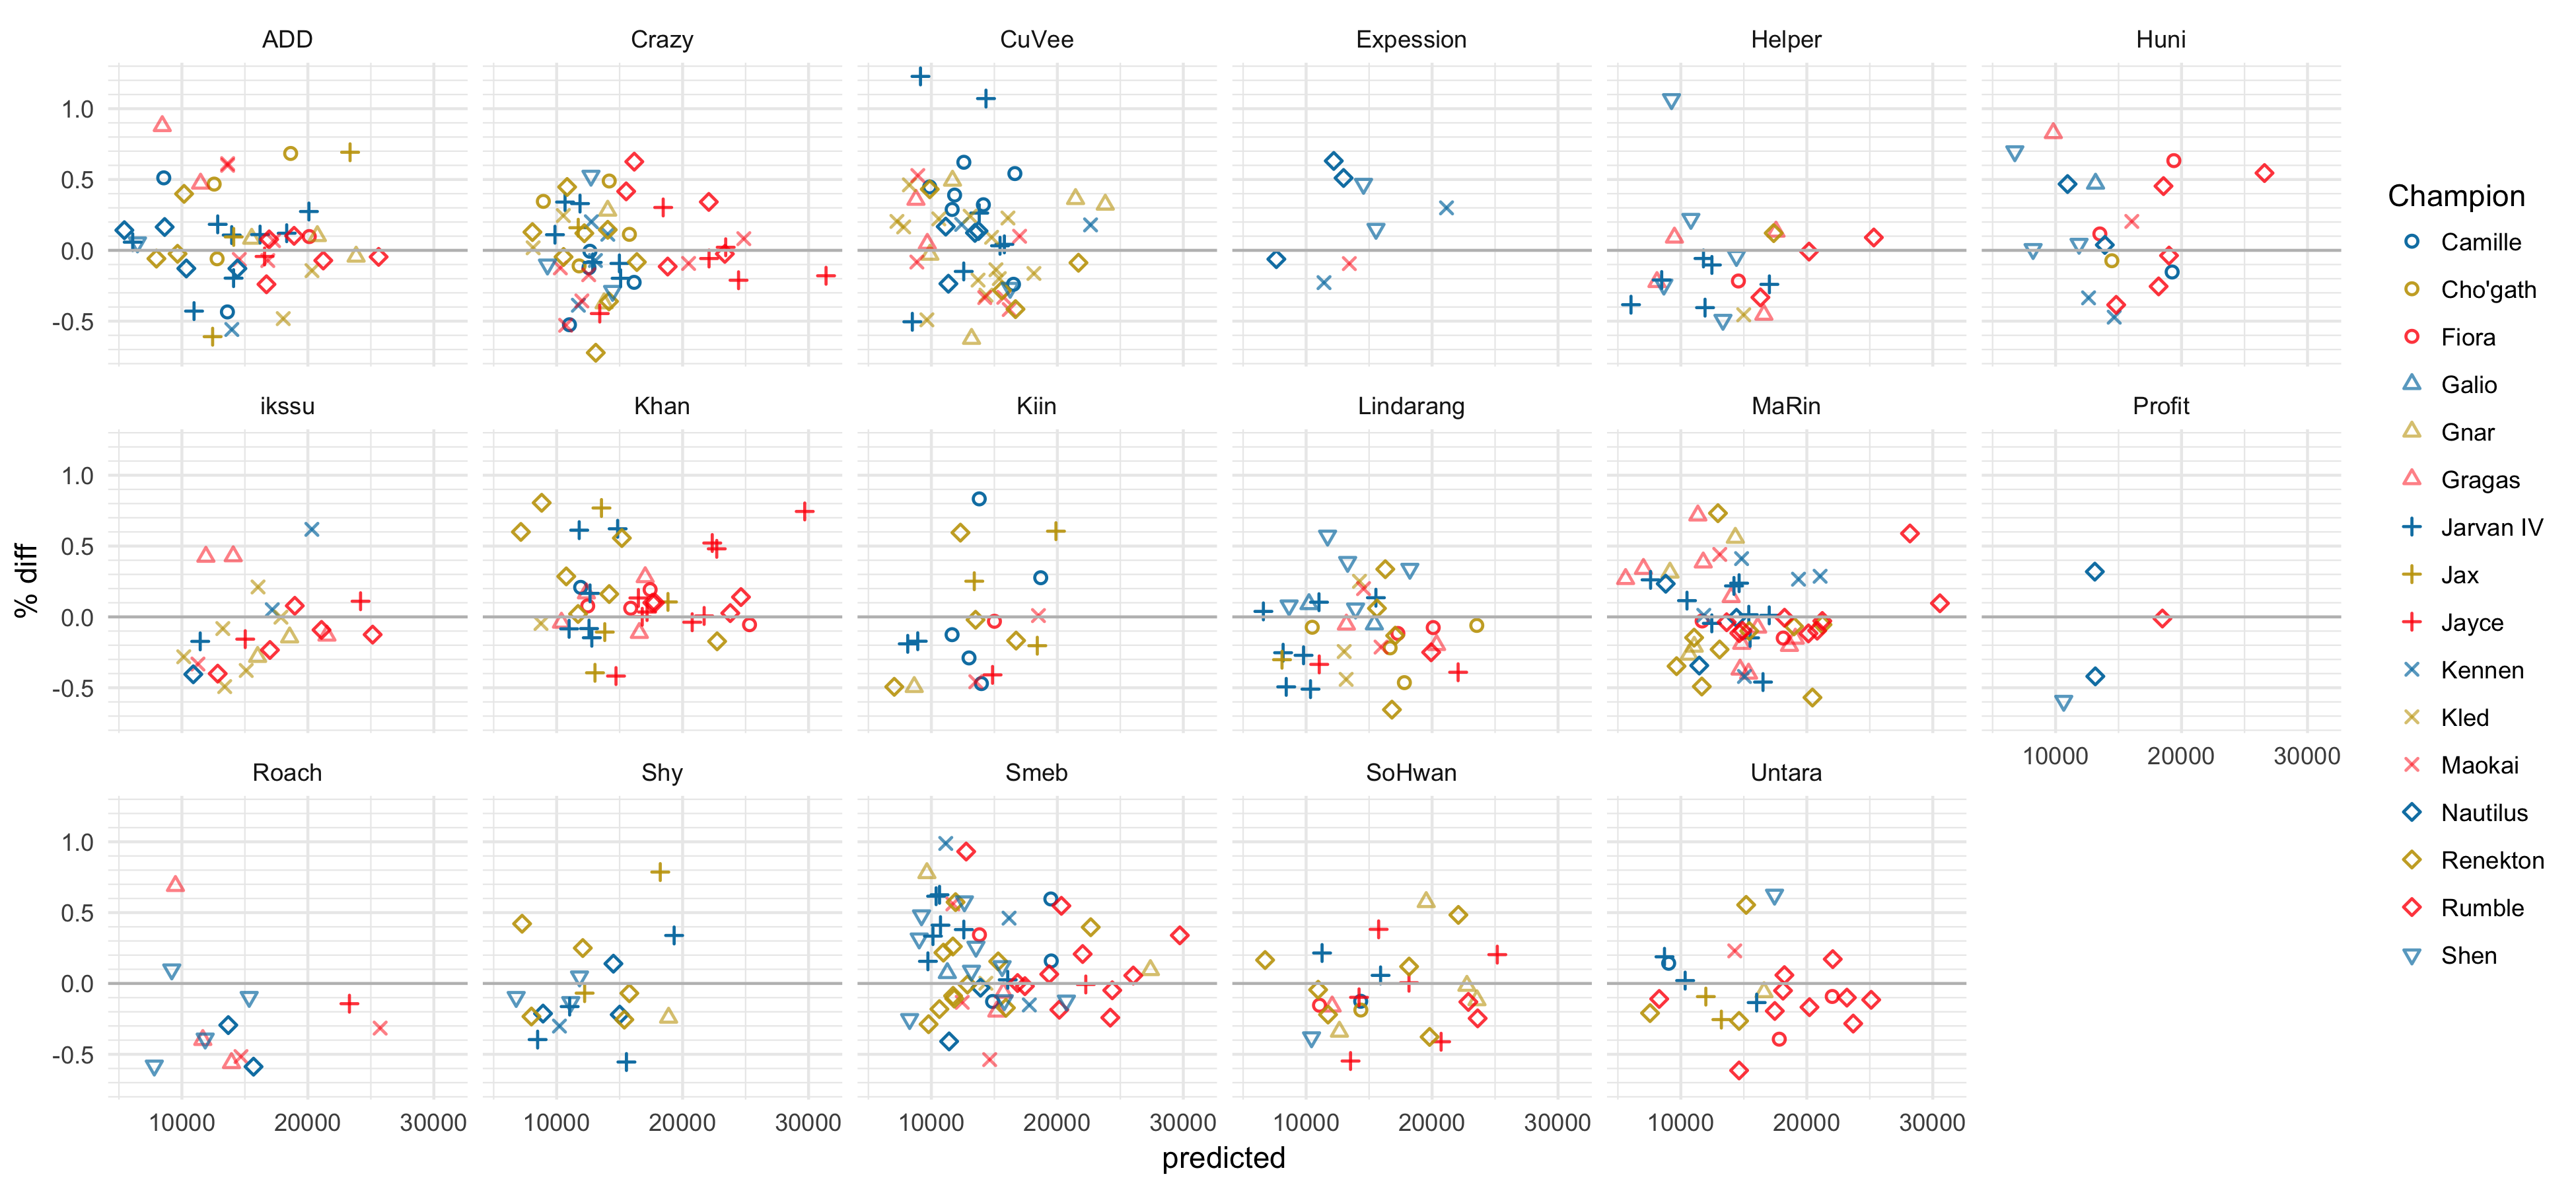 ADD Crazy CuVee Expession Helper Huni
1.0
0.5
0.0
-0.5
ikssu Khan Kiin Lindarang MaRin Profit
1.0
0.5
0.0
-0.5
10000 20000 30000
Roach Shy Smeb SoHwan Untara
1.0
0.5
0.0
-0.5
10000 20000 30000 10000 20000 30000 10000 20000 30000 10000 20000 30000 10000 20000 30000
predicted
% diff
Champion
Camille
Cho'gath
Fiora
Galio
Gnar
Gragas
Jarvan IV
Jax
Jayce
Kennen
Kled
Maokai
Nautilus
Renekton
Rumble
Shen